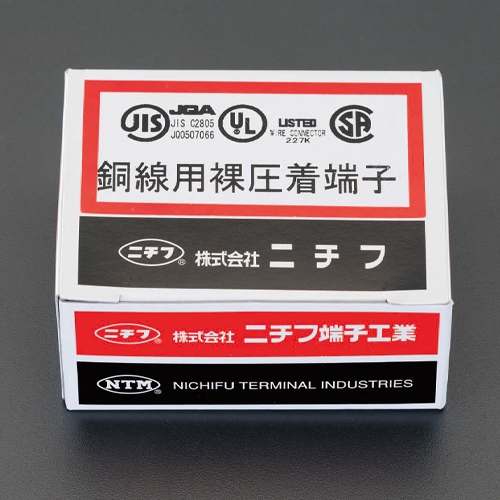 JIS JQA JIS C2805 JQ0507066 UL LISTED WIRE CONNECTOR 227K SA
銅線用裸圧着端子
ニチフ® 株式会社 ニチフ
ニチフ® 株式会社 ニチフ端子工業
NTM® NICHIFU TERMINAL INDUSTRIES